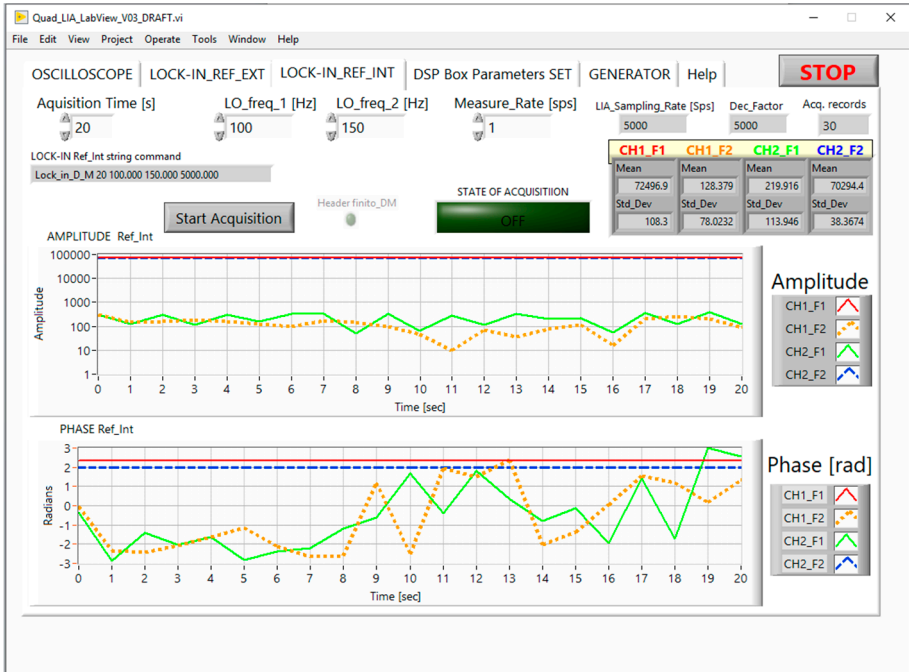 Quad_LIA_LabView_V03_DRAFT.vi
File Edit View Project Operate Tools Window Help
OSCILLOSCOPE LOCK-IN_REF_EXT LOCK-IN_REF_INT DSP Box Parameters SET GENERATOR Help STOP
Aquisition Time [s] LO_freq_1 [Hz] LO_freq_2 [Hz] Measure_Rate [sps] LIA_Sampling_Rate [Sps] Dec_Factor Acq. records
20 100 150 1 5000 5000 30
CH1_F1 CH1_F2 CH2_F1 CH2_F2
LOCK-IN Ref_Int string command
Mean Mean Mean Mean
Lock_in_D_M 20 100.000 150.000 5000.000
72496.9 128.379 219.916 70294.4
STATE OF ACQUISITIION
Std_Dev Std_Dev Std_Dev Std_Dev
Start Acquisition Header finito_DM OFF
108.3 78.0232 113.946 38.3674
AMPLITUDE Ref_Int
100000
10000
1000
100
10
1
Amplitude
0 1 2 3 4 5 6 7 8 9 10 11 12 13 14 15 16 17 18 19 20
Time [sec]
Amplitude
CH1_F1
CH1_F2
CH2_F1
CH2_F2
PHASE Ref_Int
3
2
1
0
-1
-2
-3
Radians
0 1 2 3 4 5 6 7 8 9 10 11 12 13 14 15 16 17 18 19 20
Time [sec]
Phase [rad]
CH1_F1
CH1_F2
CH2_F1
CH2_F2